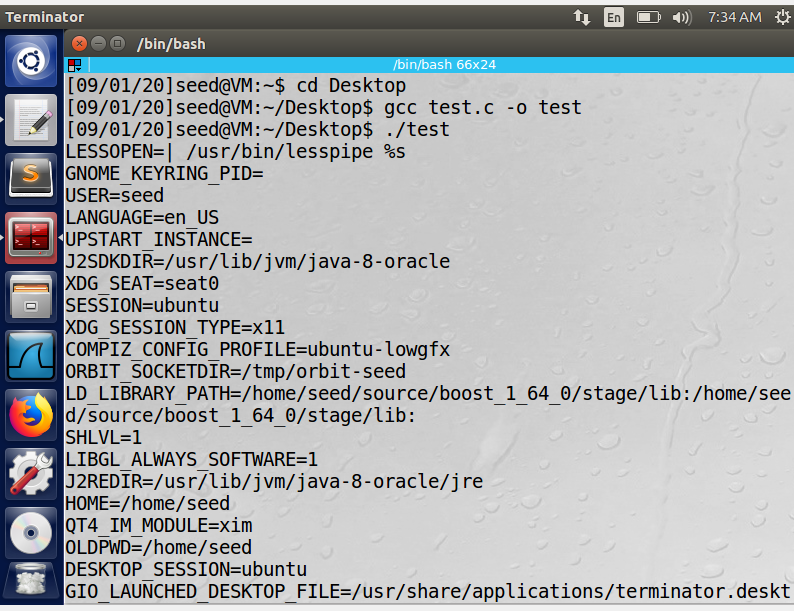 Terminator
En
7:34 AM
/bin/bash
/bin/bash 66x24
[09/01/20]seed@VM:~$ cd Desktop
[09/01/20]seed@VM:~/Desktop$ gcc test.c -o test
[09/01/20]seed@VM:~/Desktop$ ./test
LESSOPEN=| /usr/bin/lesspipe %s
GNOME_KEYRING_PID=
USER=seed
LANGUAGE=en_US
UPSTART_INSTANCE=
J2SDKDIR=/usr/lib/jvm/java-8-oracle
XDG_SEAT=seat0
SESSION=ubuntu
XDG_SESSION_TYPE=x11
COMPIZ_CONFIG_PROFILE=ubuntu-lowgfx
ORBIT_SOCKETDIR=/tmp/orbit-seed
LD_LIBRARY_PATH=/home/seed/source/boost_1_64_0/stage/lib:/home/see
d/source/boost_1_64_0/stage/lib:
SHLVL=1
LIBGL_ALWAYS_SOFTWARE=1
J2REDIR=/usr/lib/jvm/java-8-oracle/jre
HOME=/home/seed
QT4_IM_MODULE=xim
OLDPWD=/home/seed
DESKTOP_SESSION=ubuntu
GIO_LAUNCHED_DESKTOP_FILE=/usr/share/applications/terminator.deskt